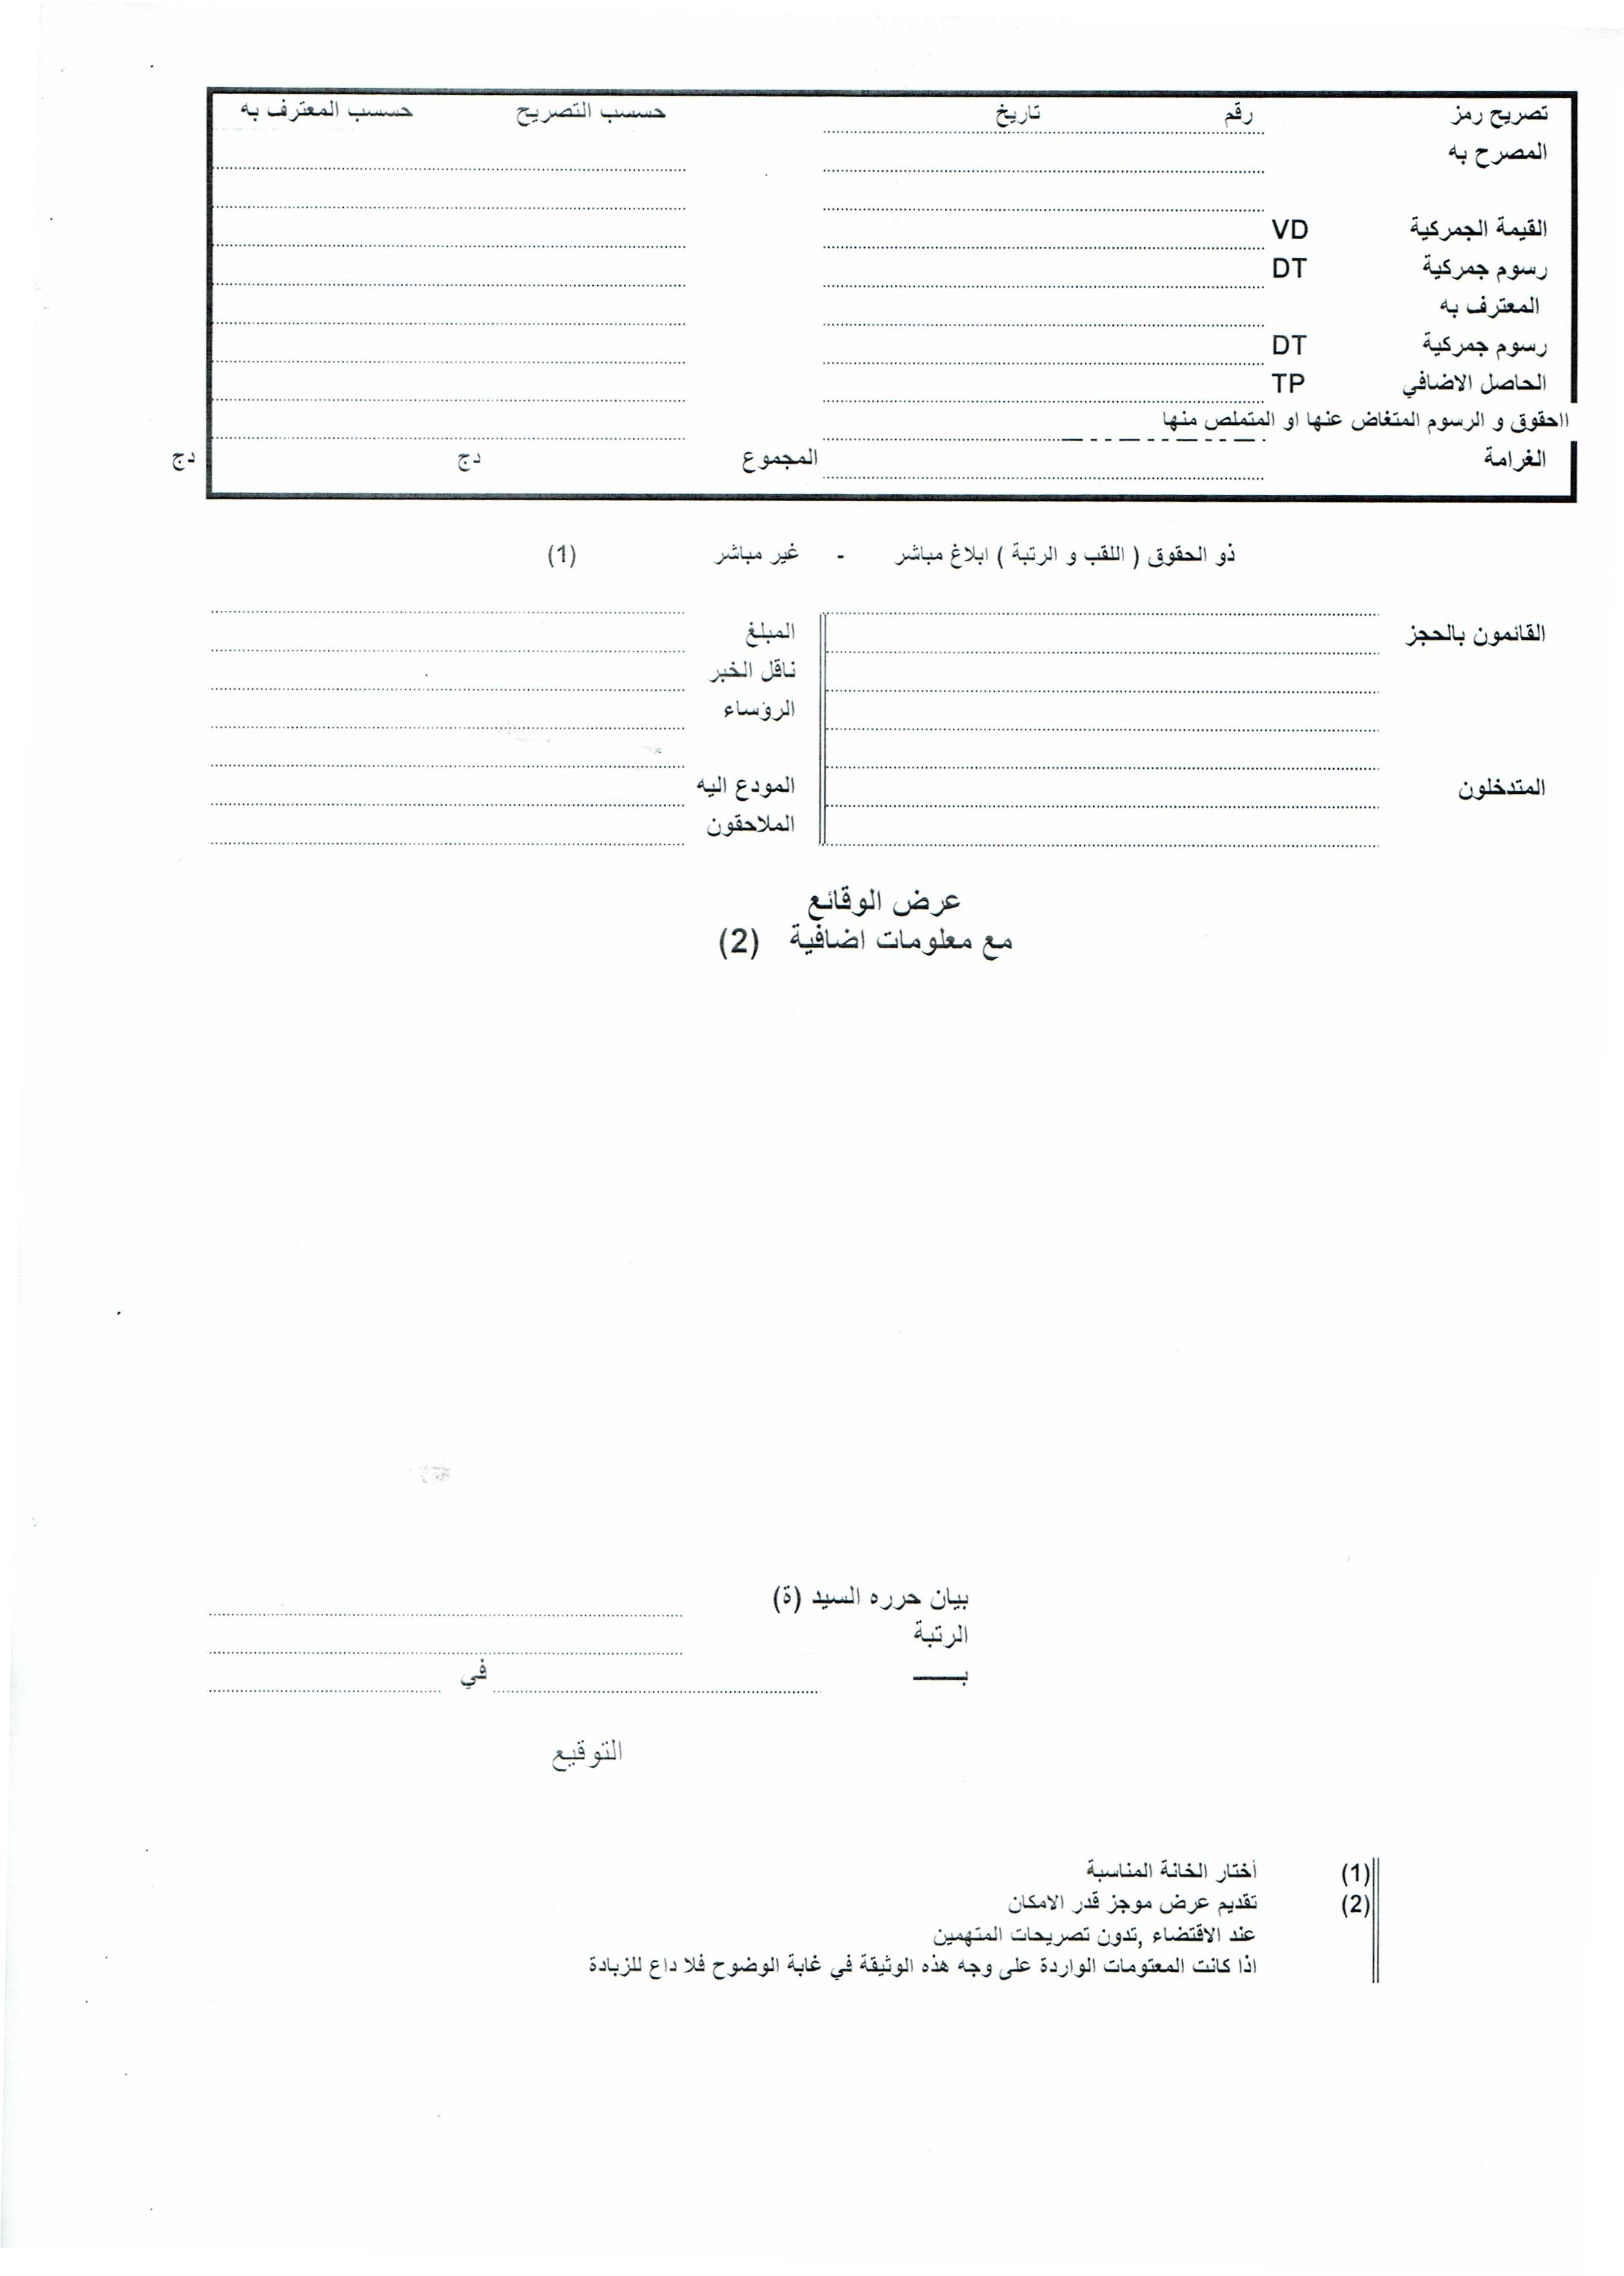 تصريح رمز رقم تاريخ حسسب التصريح حسسب المعترف به
المصرح به
القيمة الجمركية VD
رسوم جمركية DT
المعترف به
رسوم جمركية DT
الحاصل الاضافي TP
ااحقوق و الرسوم المتغاض عنها او المتملص منها
الغرامة المجموع دج دج
ذو الحقوق ( اللقب و الرتبة ) ابلاغ مباشر - غير مباشر (1)
القائمون بالحجز المبلغ
ناقل الخبر
الرؤساء
المتدخلون المودع اليه
الملاحقون
عرض الوقائع
مع معلومات اضافية (2)
بيان حرره السيد (ة)
الرتبة
بـــــ في
التوقيع
(1) أختار الخانة المناسبة
(2) تقديم عرض موجز قدر الامكان
عند الاقتضاء ,تدون تصريحات المتهمين
اذا كانت المعتومات الواردة على وجه هذه الوثيقة في غابة الوضوح فلا داع للزبادة